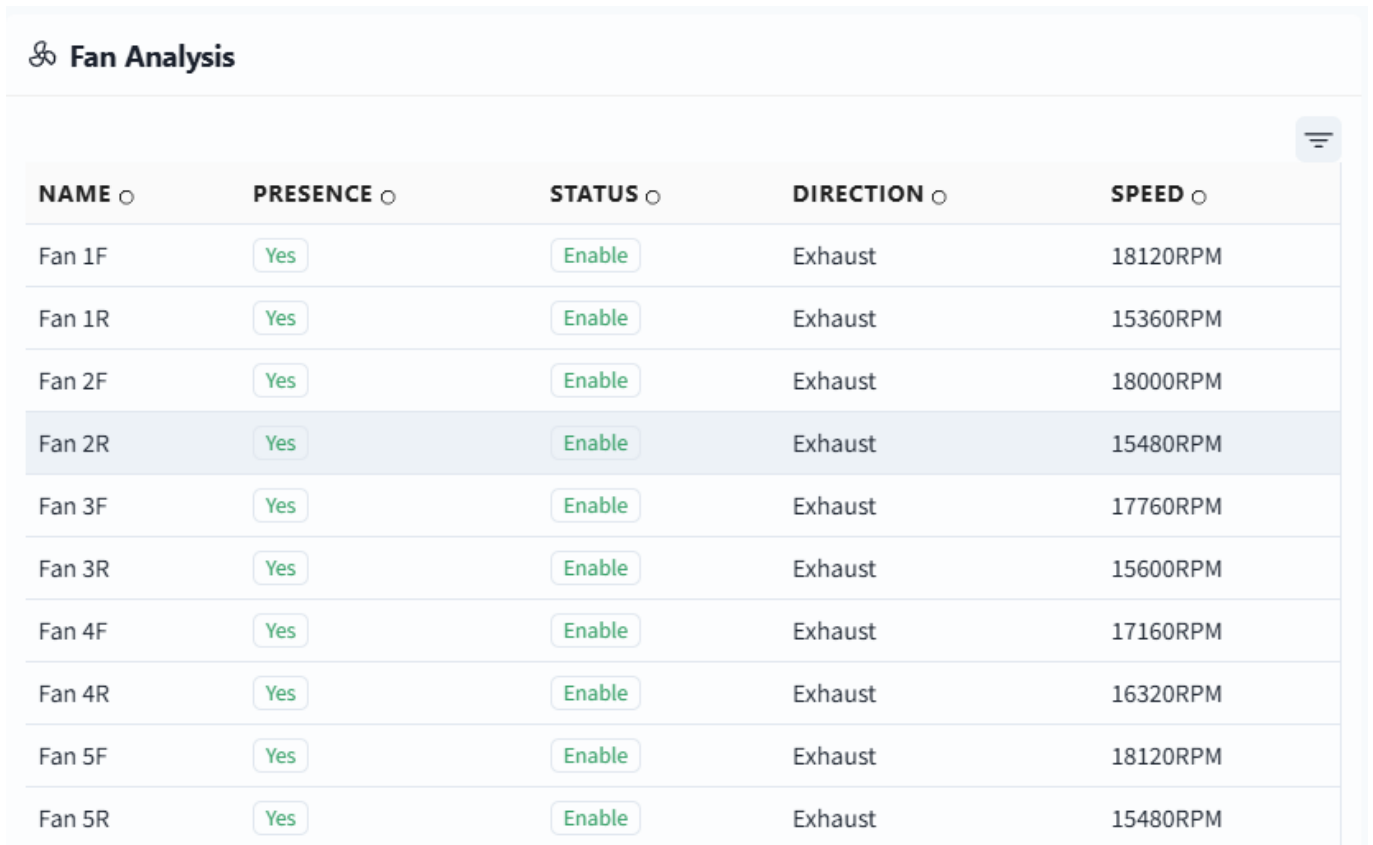 Fan Analysis
NAME PRESENCE STATUS DIRECTION SPEED
Fan 1F Yes Enable Exhaust 18120RPM
Fan 1R Yes Enable Exhaust 15360RPM
Fan 2F Yes Enable Exhaust 18000RPM
Fan 2R Yes Enable Exhaust 15480RPM
Fan 3F Yes Enable Exhaust 17760RPM
Fan 3R Yes Enable Exhaust 15600RPM
Fan 4F Yes Enable Exhaust 17160RPM
Fan 4R Yes Enable Exhaust 16320RPM
Fan 5F Yes Enable Exhaust 18120RPM
Fan 5R Yes Enable Exhaust 15480RPM